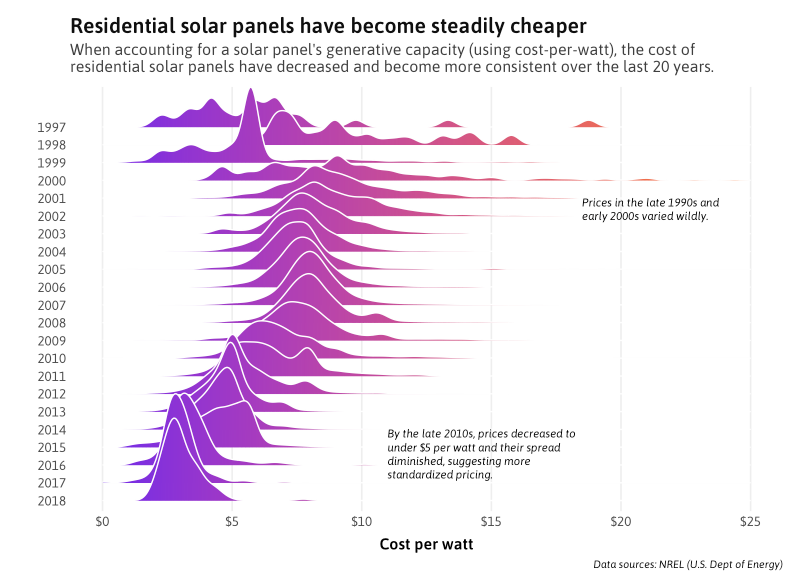 Residential solar panels have become steadily cheaper
When accounting for a solar panel's generative capacity (using cost-per-watt), the cost of
residential solar panels have decreased and become more consistent over the last 20 years.
1997
1998
1999
2000
2001
Prices in the late 1990s and
early 2000s varied wildly.
2002
2003
2004
2005
2006
2007
2008
2009
2010
2011
2012
2013
2014
By the late 2010s, prices decreased to
under $5 per watt and their spread
diminished, suggesting more
standardized pricing.
2015
2016
2017
2018
$0
$5
$10
$15
$20
$25
Cost per watt
Data sources: NREL (U.S. Dept of Energy)